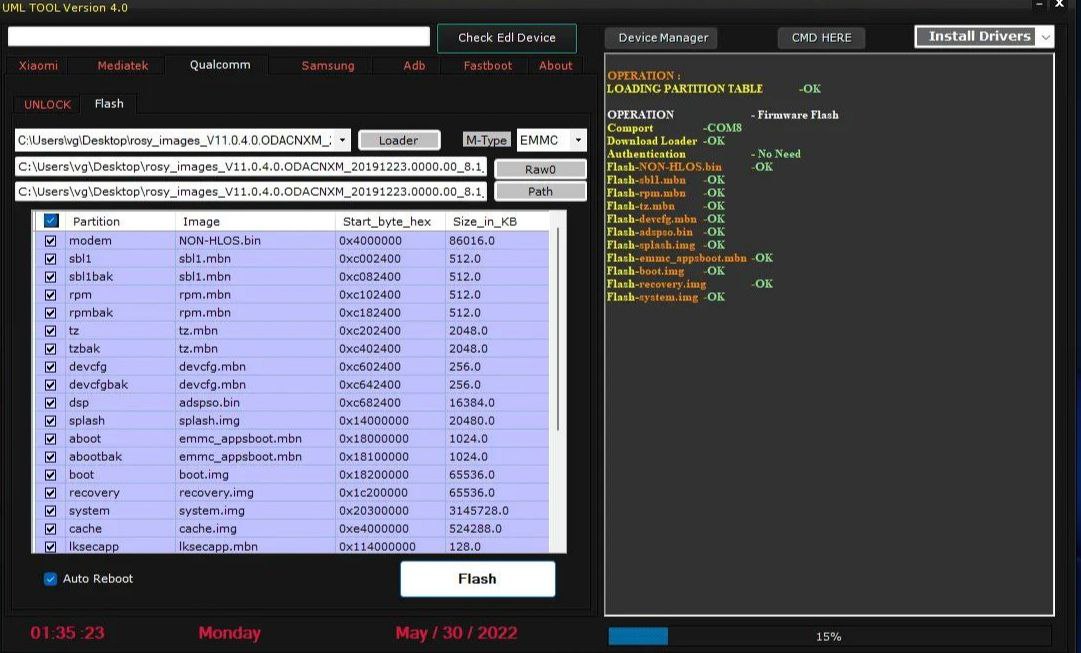 UML TOOL Version 4.0
Check Edl Device
Device Manager
CMD HERE
Install Drivers
Xiaomi
Mediatek
Qualcomm
Samsung
Adb
Fastboot
About
UNLOCK
Flash
C:\Users\vg\Desktop\rosy_images_V11.0.4.0.ODACNXM_
Loader
M-Type
EMMC
C:\Users\vg\Desktop\rosy_images_V11.0.4.0.ODACNXM_20191223.0000.00_8.1.
Raw0
C:\Users\vg\Desktop\rosy_images_V11.0.4.0.ODACNXM_20191223.0000.00_8.1.
Path
Partition Image Start_byte_hex Size_in_KB
modem NON-HLOS.bin 0x4000000 86016.0
sbl1 sbl1.mbn 0xc002400 512.0
sbl1bak sbl1.mbn 0xc082400 512.0
rpm rpm.mbn 0xc102400 512.0
rpmbak rpm.mbn 0xc182400 512.0
tz tz.mbn 0xc202400 2048.0
tzbak tz.mbn 0xc402400 2048.0
devcfg devcfg.mbn 0xc602400 256.0
devcfgbak devcfg.mbn 0xc642400 256.0
dsp adspso.bin 0xc682400 16384.0
splash splash.img 0x14000000 20480.0
aboot emmc_appsboot.mbn 0x18000000 1024.0
abootbak emmc_appsboot.mbn 0x18100000 1024.0
boot boot.img 0x18200000 65536.0
recovery recovery.img 0x1c200000 65536.0
system system.img 0x20300000 3145728.0
cache cache.img 0xe4000000 524288.0
lksecapp lksecapp.mbn 0x114000000 128.0
Auto Reboot
Flash
01:35 :23
Monday
May / 30 / 2022
OPERATION :
LOADING PARTITION TABLE -OK
OPERATION - Firmware Flash
Comport -COM8
Download Loader -OK
Authentication - No Need
Flash-NON-HLOS.bin -OK
Flash-sbl1.mbn -OK
Flash-rpm.mbn -OK
Flash-tz.mbn -OK
Flash-devcfg.mbn -OK
Flash-adspso.bin -OK
Flash-splash.img -OK
Flash-emmc_appsboot.mbn -OK
Flash-boot.img -OK
Flash-recovery.img -OK
Flash-system.img -OK
15%